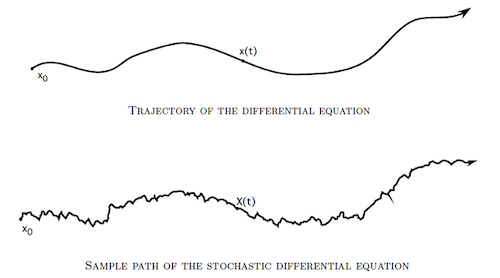 x(t)
x₀
Trajectory of the differential equation
X(t)
x₀
Sample path of the stochastic differential equation